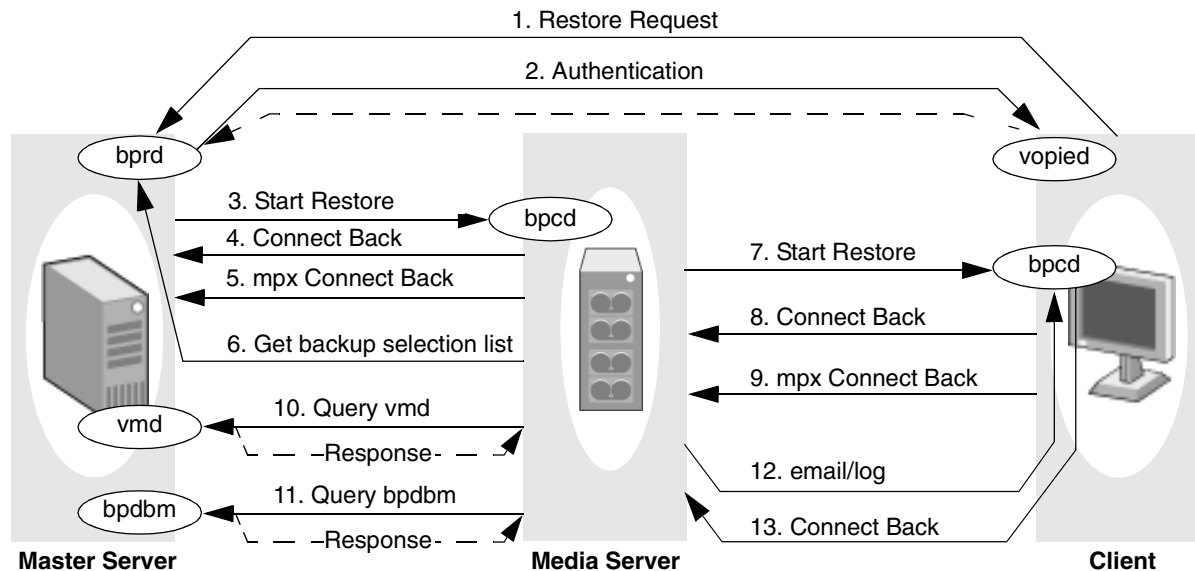 1. Restore Request
2. Authentication
bprd
vopied
3. Start Restore
bpcd
4. Connect Back
5. mpx Connect Back
6. Get backup selection list
7. Start Restore
bpcd
8. Connect Back
9. mpx Connect Back
10. Query vmd
vmd
Response
11. Query bpdbm
bpdbm
Response
12. email/log
13. Connect Back
Master Server
Media Server
Client